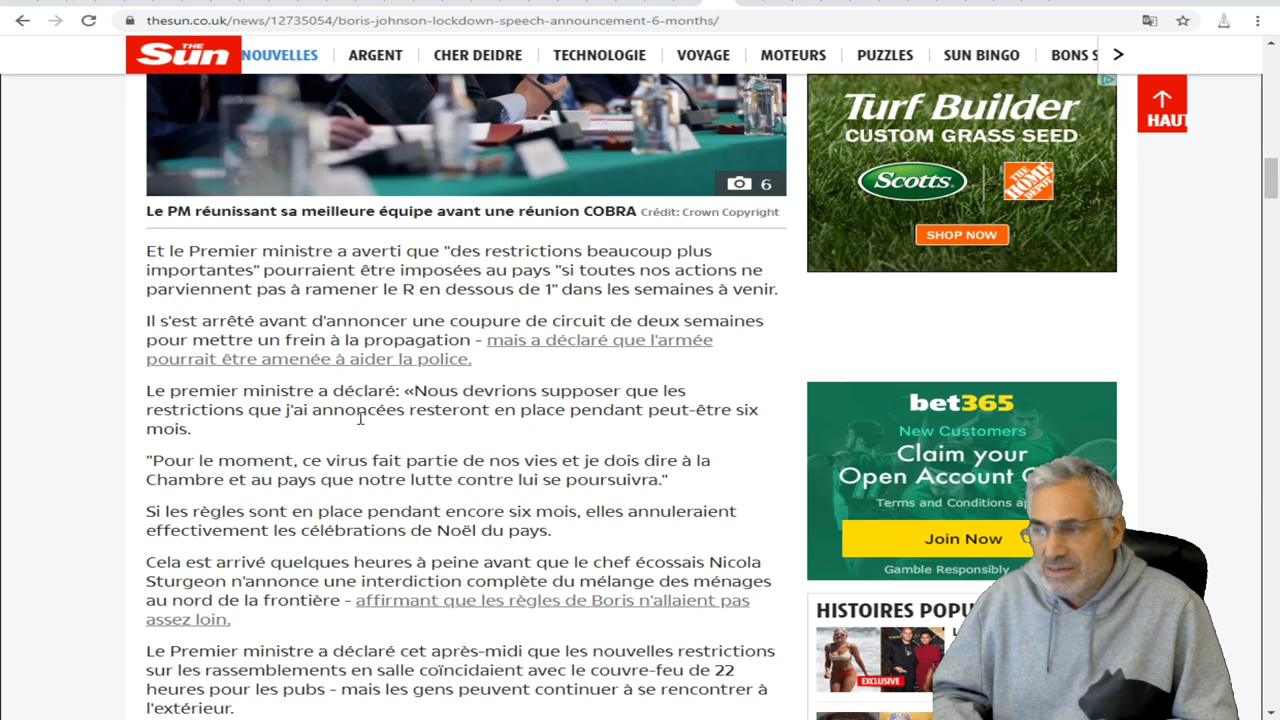 thesun.co.uk/news/12735054/boris-johnson-lockdown-speech-announcement-6-months/
THE Sun
NOUVELLES
ARGENT
CHER DEIDRE
TECHNOLOGIE
VOYAGE
MOTEURS
PUZZLES
SUN BINGO
BONS S
HAUT
6
Le PM réunissant sa meilleure équipe avant une réunion COBRA Crédit: Crown Copyright
Et le Premier ministre a averti que "des restrictions beaucoup plus
importantes" pourraient être imposées au pays "si toutes nos actions ne
parviennent pas à ramener le R en dessous de 1" dans les semaines à venir.
Il s'est arrêté avant d'annoncer une coupure de circuit de deux semaines
pour mettre un frein à la propagation - mais a déclaré que l'armée
pourrait être amenée à aider la police.
Le premier ministre a déclaré: «Nous devrions supposer que les
restrictions que j'ai annoncées resteront en place pendant peut-être six
mois.
"Pour le moment, ce virus fait partie de nos vies et je dois dire à la
Chambre et au pays que notre lutte contre lui se poursuivra."
Si les règles sont en place pendant encore six mois, elles annuleraient
effectivement les célébrations de Noël du pays.
Cela est arrivé quelques heures à peine avant que le chef écossais Nicola
Sturgeon n'annonce une interdiction complète du mélange des ménages
au nord de la frontière - affirmant que les règles de Boris n'allaient pas
assez loin.
Le Premier ministre a déclaré cet après-midi que les nouvelles restrictions
sur les rassemblements en salle coïncidaient avec le couvre-feu de 22
heures pour les pubs - mais les gens peuvent continuer à se rencontrer à
l'extérieur.
Turf Builder
CUSTOM GRASS SEED
Scotts
THE HOME DEPOT
SHOP NOW
bet365
New Customers
Claim your
Open Account
Terms and Conditions
Join Now
Gamble Responsibly
HISTOIRES POPU
EXCLUSIVE